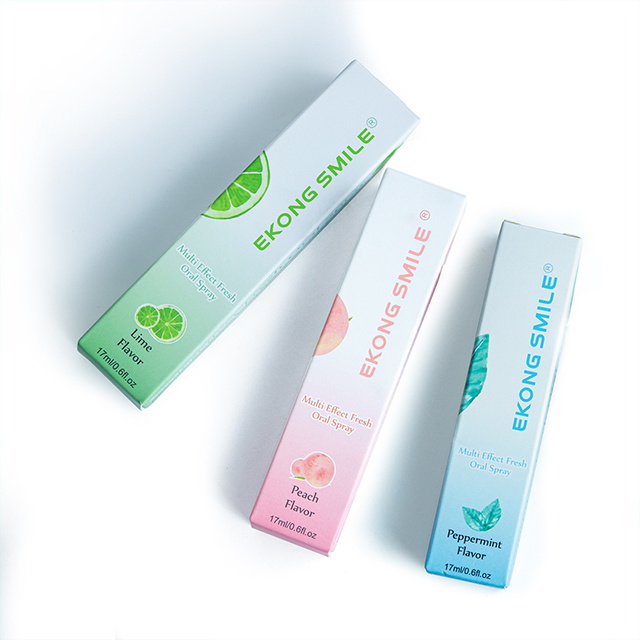 EKONG SMILE®
Multi Effect Fresh
Oral Spray
Lime
Flavor
17ml/0.6fl.oz
EKONG SMILE®
Multi Effect Fresh
Oral Spray
Peach
Flavor
17ml/0.6fl.oz
EKONG SMILE®
Multi Effect Fresh
Oral Spray
Peppermint
Flavor
17ml/0.6fl.oz